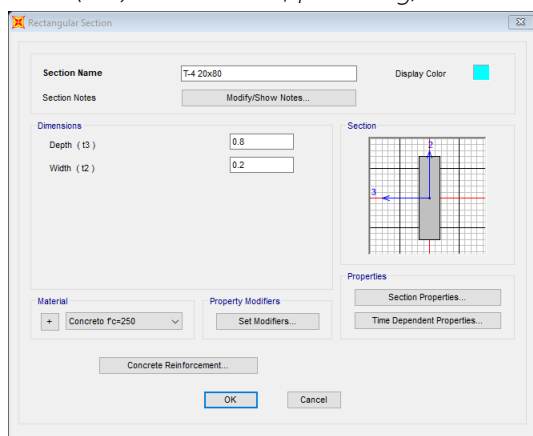 Rectangular Section
Section Name
T-4 20x80
Display Color
Section Notes
Modify/Show Notes...
Dimensions
Depth ( t3 )
0.8
Width ( t2 )
0.2
Section
2
3
Properties
Section Properties...
Time Dependent Properties...
Material
+
Concreto f'c=250
Property Modifiers
Set Modifiers...
Concrete Reinforcement...
OK
Cancel